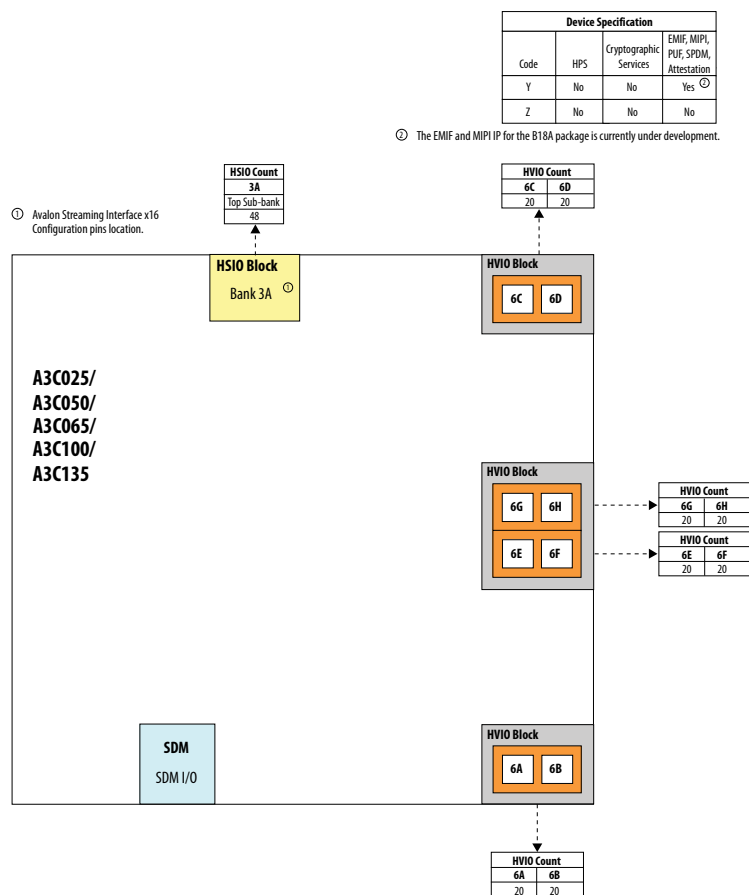 Device Specification
Code HPS Cryptographic Services EMIF, MIPI, PUF, SPDM, Attestation
Y No No Yes ②
Z No No No
② The EMIF and MIPI IP for the B18A package is currently under development.
HSIO Count
3A
Top Sub-bank
48
HVIO Count
6C 6D
20 20
① Avalon Streaming Interface x16
Configuration pins location.
HSIO Block
Bank 3A ①
HVIO Block
6C 6D
A3C025/
A3C050/
A3C065/
A3C100/
A3C135
HVIO Block
6G 6H
6E 6F
HVIO Count
6G 6H
20 20
HVIO Count
6E 6F
20 20
SDM
SDM I/O
HVIO Block
6A 6B
HVIO Count
6A 6B
20 20